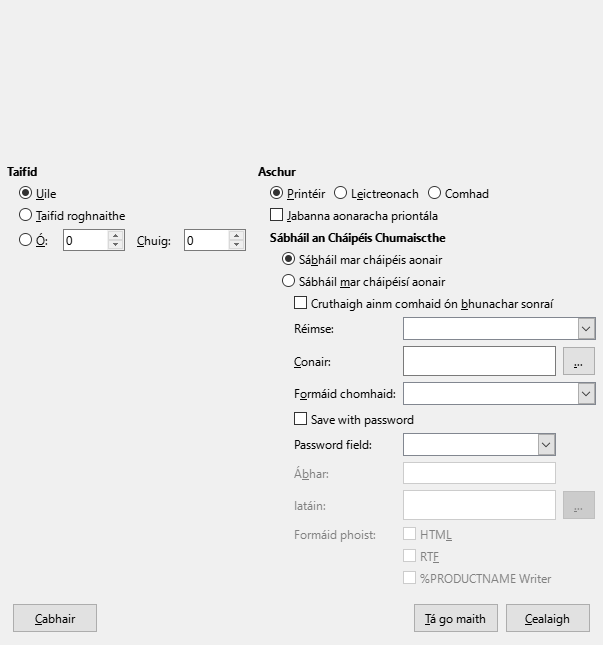 Taifid
Uile
Taifid roghnaithe
Ó: 0 Chuig: 0
Aschur
Printéir Leictreonach Comhad
Jabanna aonaracha priontála
Sábháil an Cháipéis Chumaiscthe
Sábháil mar cháipéis aonair
Sábháil mar cháipéisí aonair
Cruthaigh ainm comhaid ón bhunachar sonraí
Réimse:
Conair: ...
Formáid chomhaid:
Save with password
Password field:
Ábhar:
Iatáin: ...
Formáid phoist: HTML
RTF
%PRODUCTNAME Writer
Cabhair Tá go maith Cealaigh